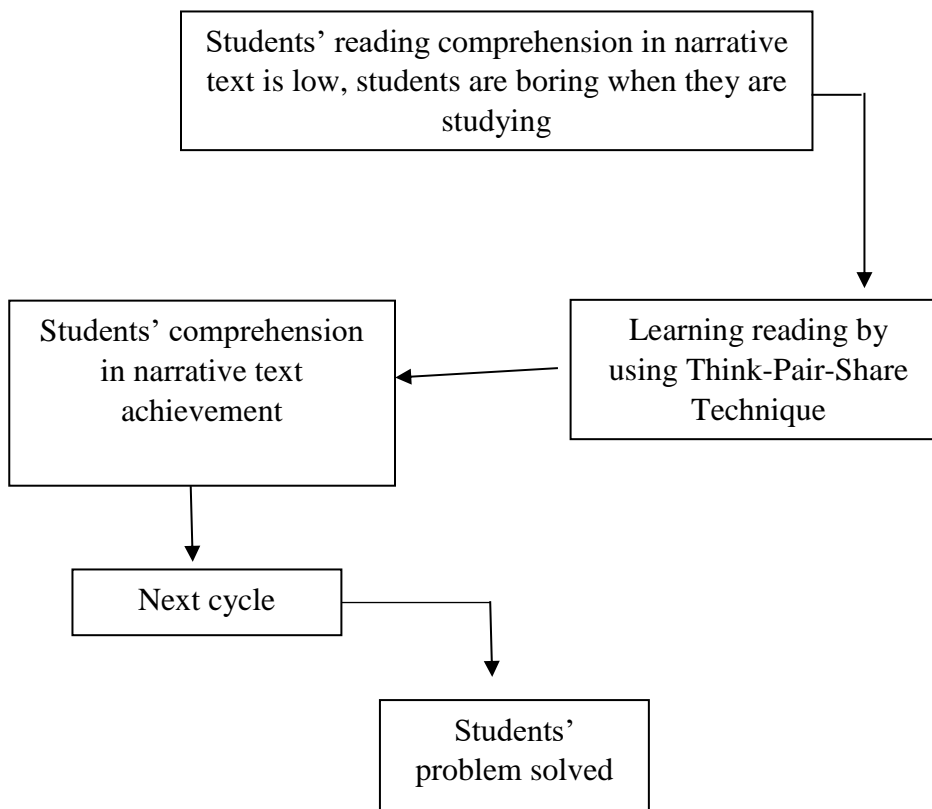 Students’ reading comprehension in narrative
text is low, students are boring when they are
studying
Students’ comprehension
in narrative text
achievement
Learning reading by
using Think-Pair-Share
Technique
Next cycle
Students’
problem solved